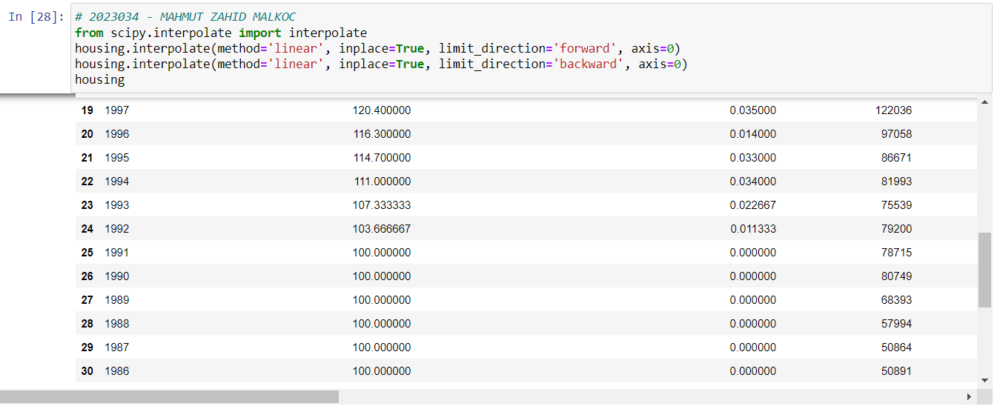 In [28]: # 2023034 - MAHMUT ZAHID MALKOC
from scipy.interpolate import interpolate
housing.interpolate(method='linear', inplace=True, limit_direction='forward', axis=0)
housing.interpolate(method='linear', inplace=True, limit_direction='backward', axis=0)
housing
19 1997 120.400000 0.035000 122036
20 1996 116.300000 0.014000 97058
21 1995 114.700000 0.033000 86671
22 1994 111.000000 0.034000 81993
23 1993 107.333333 0.022667 75539
24 1992 103.666667 0.011333 79200
25 1991 100.000000 0.000000 78715
26 1990 100.000000 0.000000 80749
27 1989 100.000000 0.000000 68393
28 1988 100.000000 0.000000 57994
29 1987 100.000000 0.000000 50864
30 1986 100.000000 0.000000 50891